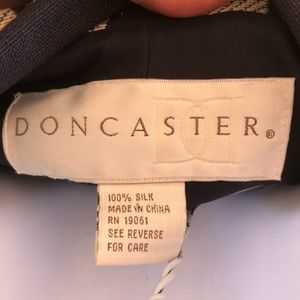 DONCASTER®
100% SILK
MADE IN CHINA
RN 19061
SEE REVERSE
FOR CARE